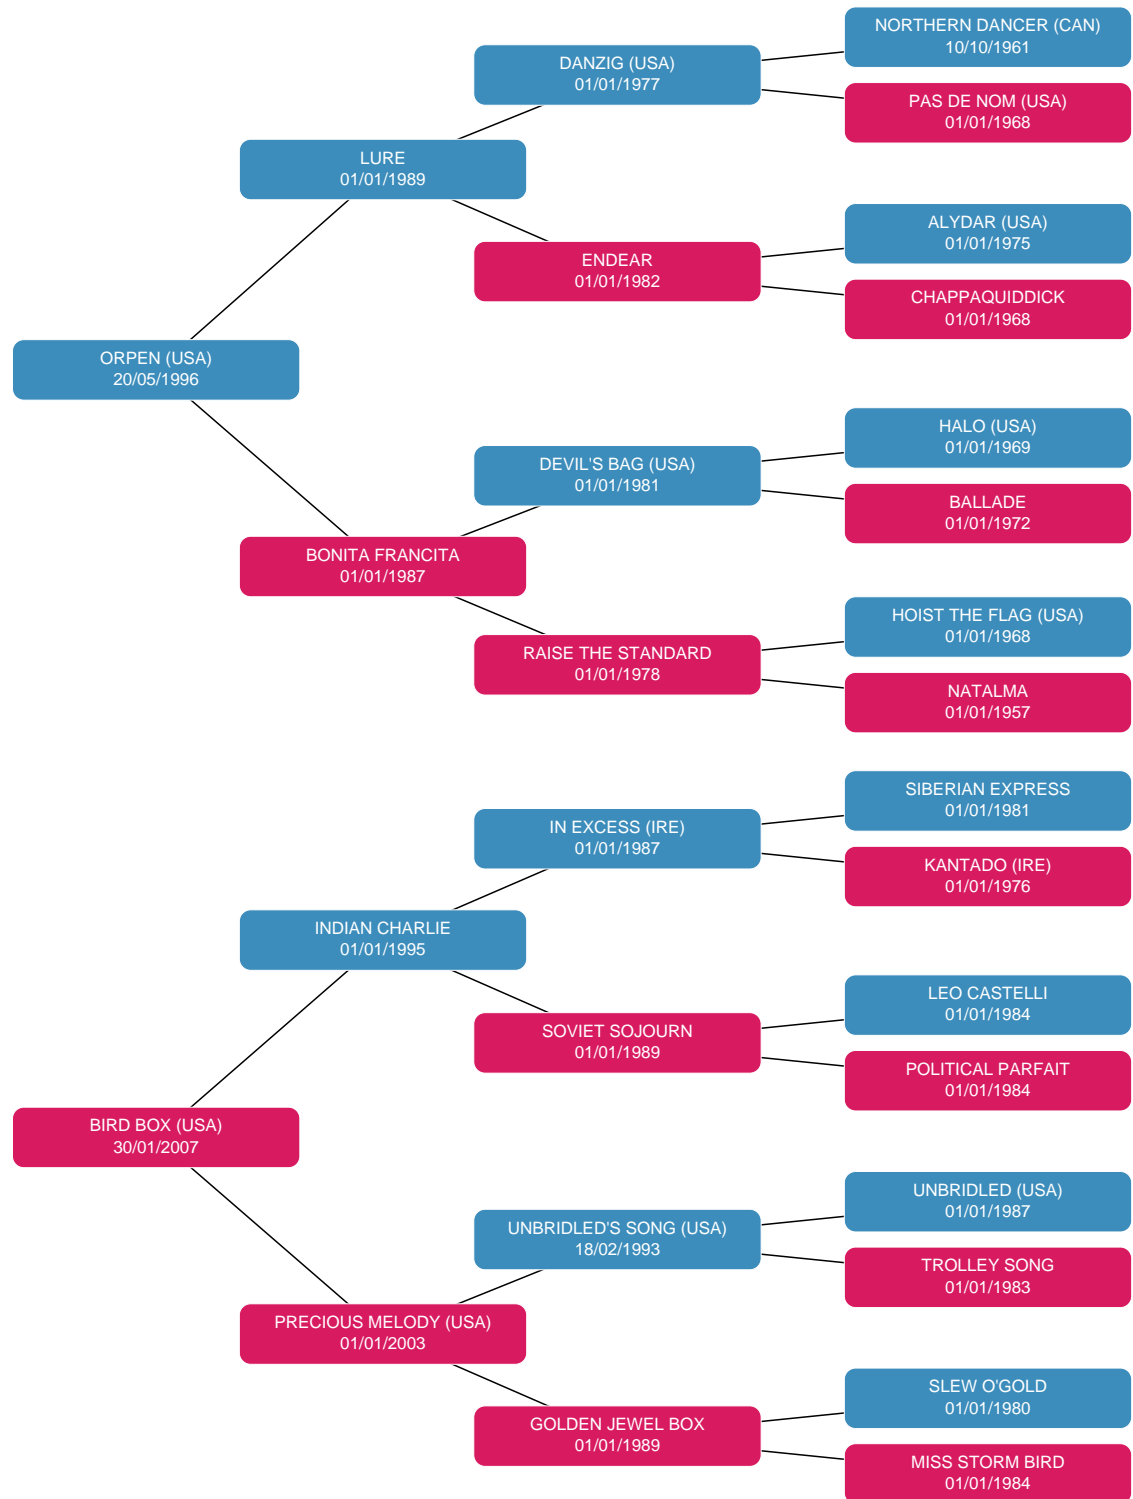 NORTHERN DANCER (CAN)
10/10/1961
DANZIG (USA)
01/01/1977
PAS DE NOM (USA)
01/01/1968
LURE
01/01/1989
ALYDAR (USA)
01/01/1975
ENDEAR
01/01/1982
CHAPPAQUIDDICK
01/01/1968
ORPEN (USA)
20/05/1996
HALO (USA)
01/01/1969
DEVIL'S BAG (USA)
01/01/1981
BALLADE
01/01/1972
BONITA FRANCITA
01/01/1987
HOIST THE FLAG (USA)
01/01/1968
RAISE THE STANDARD
01/01/1978
NATALMA
01/01/1957
SIBERIAN EXPRESS
01/01/1981
IN EXCESS (IRE)
01/01/1987
KANTADO (IRE)
01/01/1976
INDIAN CHARLIE
01/01/1995
LEO CASTELLI
01/01/1984
SOVIET SOJOURN
01/01/1989
POLITICAL PARFAIT
01/01/1984
BIRD BOX (USA)
30/01/2007
UNBRIDLED (USA)
01/01/1987
UNBRIDLED'S SONG (USA)
18/02/1993
TROLLEY SONG
01/01/1983
PRECIOUS MELODY (USA)
01/01/2003
SLEW O'GOLD
01/01/1980
GOLDEN JEWEL BOX
01/01/1989
MISS STORM BIRD
01/01/1984